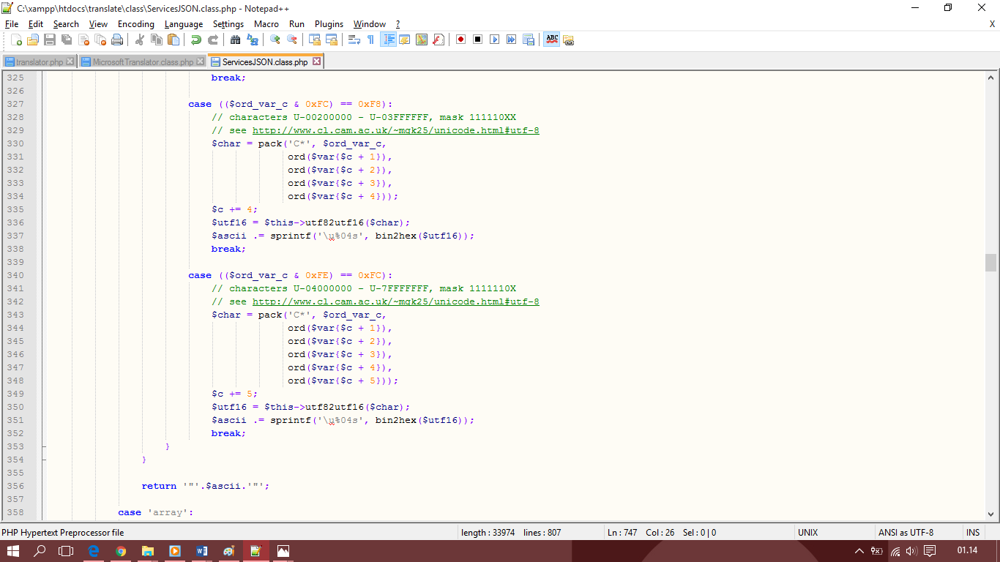 C:\xampp\htdocs\translate\class\ServicesJSON.class.php - Notepad++
File Edit Search View Encoding Language Settings Macro Run Plugins Window ? X
translator.php MicrosoftTranslator.class.php ServicesJSON.class.php
325 break;
326
327 case (($ord_var_c & 0xFC) == 0xF8):
328 // characters U-00200000 - U-03FFFFFF, mask 111110XX
329 // see http://www.cl.cam.ac.uk/~mgk25/unicode.html#utf-8
330 $char = pack('C*', $ord_var_c,
331 ord($var{$c + 1}),
332 ord($var{$c + 2}),
333 ord($var{$c + 3}),
334 ord($var{$c + 4}));
335 $c += 4;
336 $utf16 = $this->utf82utf16($char);
337 $ascii .= sprintf('\u%04s', bin2hex($utf16));
338 break;
339
340 case (($ord_var_c & 0xFE) == 0xFC):
341 // characters U-04000000 - U-7FFFFFFF, mask 1111110X
342 // see http://www.cl.cam.ac.uk/~mgk25/unicode.html#utf-8
343 $char = pack('C*', $ord_var_c,
344 ord($var{$c + 1}),
345 ord($var{$c + 2}),
346 ord($var{$c + 3}),
347 ord($var{$c + 4}),
348 ord($var{$c + 5}));
349 $c += 5;
350 $utf16 = $this->utf82utf16($char);
351 $ascii .= sprintf('\u%04s', bin2hex($utf16));
352 break;
353 }
354 }
355
356 return '"'.$ascii.'"';
357
358 case 'array':
PHP Hypertext Preprocessor file length : 33974 lines : 807 Ln : 747 Col : 26 Sel : 0 | 0 UNIX ANSI as UTF-8 INS
01.14